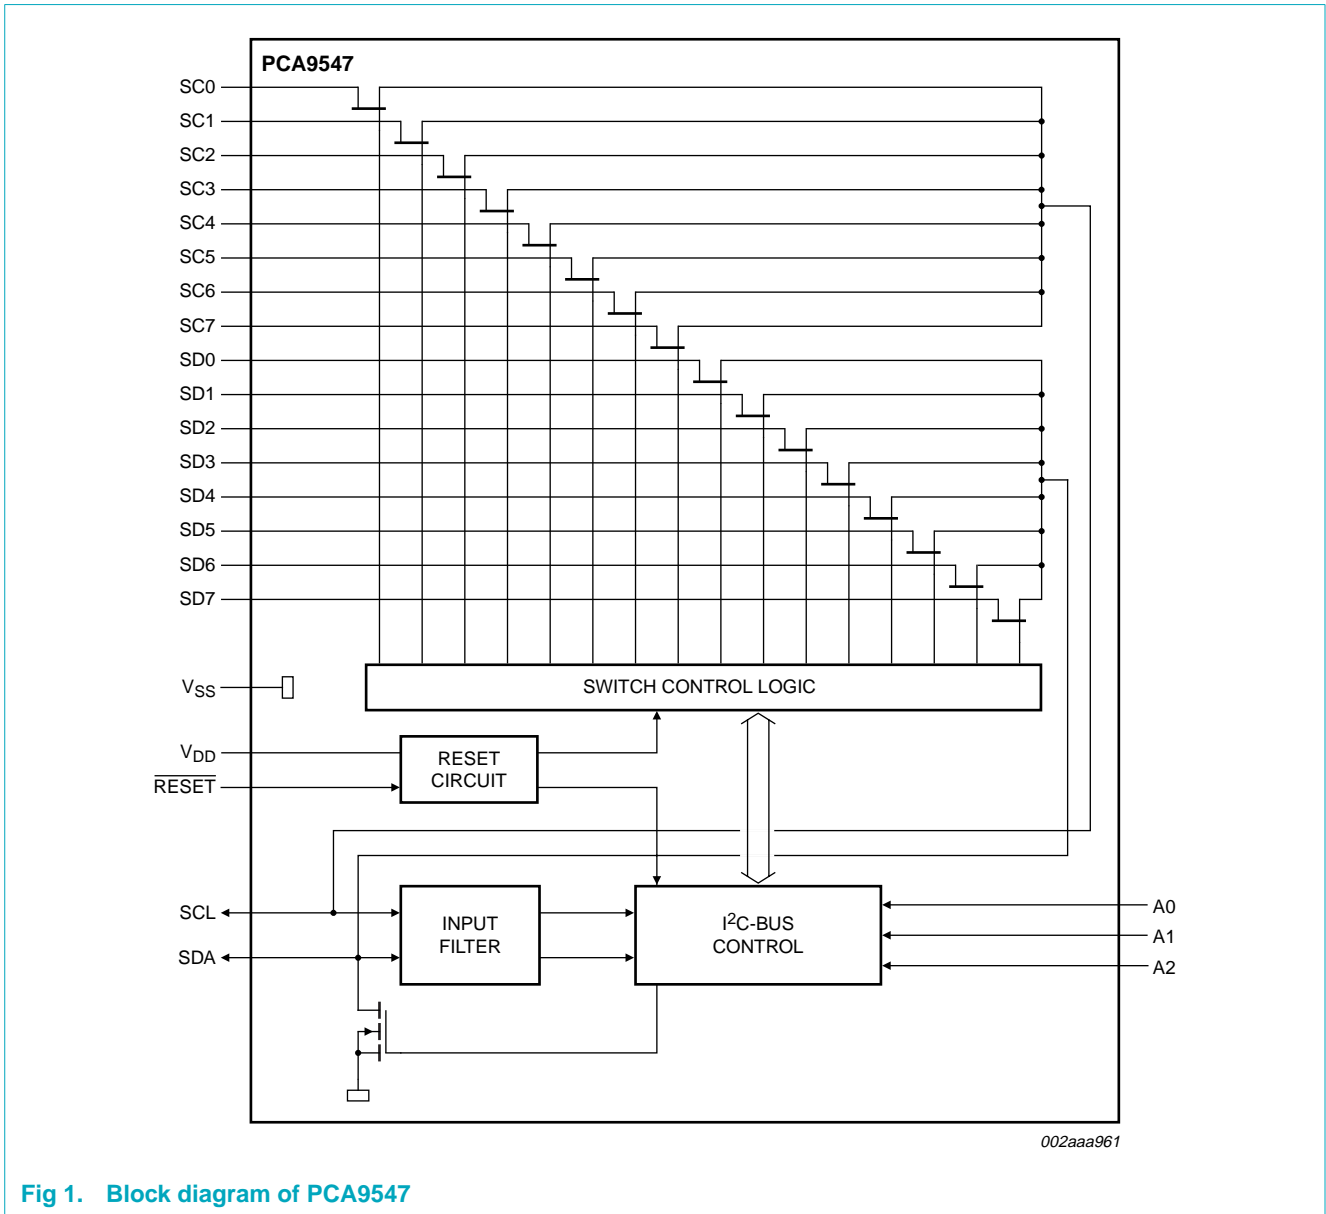 PCA9547
SC0
SC1
SC2
SC3
SC4
SC5
SC6
SC7
SD0
SD1
SD2
SD3
SD4
SD5
SD6
SD7
VSS
SWITCH CONTROL LOGIC
VDD
RESET
RESET
CIRCUIT
SCL
SDA
INPUT
FILTER
I2C-BUS
CONTROL
A0
A1
A2
002aaa961
Fig 1. Block diagram of PCA9547